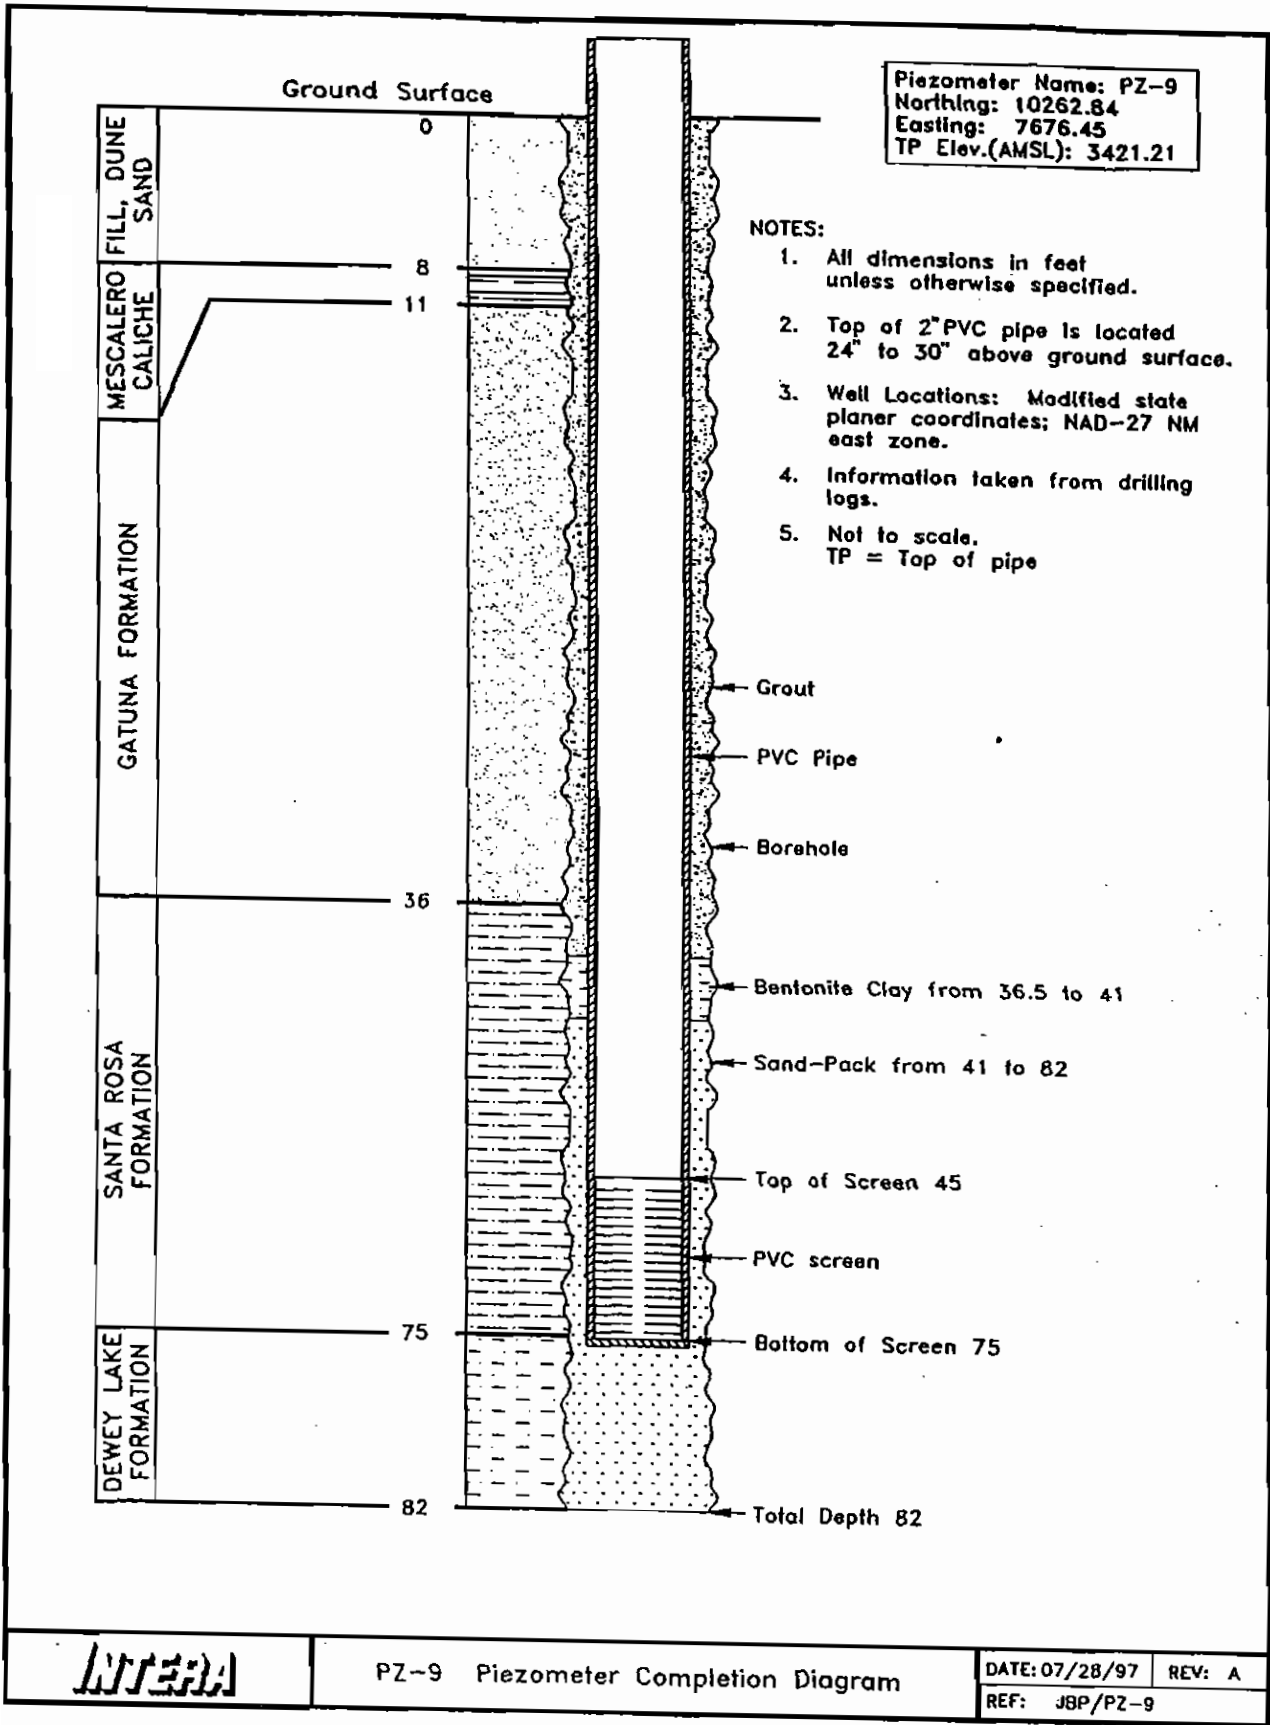 Ground Surface
Piezometer Name: PZ-9
Northing: 10262.84
Easting: 7676.45
TP Elev.(AMSL): 3421.21
FILL, DUNE
SAND
MESCALERO
CALICHE
GATUNA FORMATION
SANTA ROSA
FORMATION
DEWEY LAKE
FORMATION
0
8
11
36
75
82
NOTES:
1. All dimensions in feet
unless otherwise specified.
2. Top of 2" PVC pipe is located
24" to 30" above ground surface.
3. Well Locations: Modified state
planer coordinates; NAD-27 NM
east zone.
4. Information taken from drilling
logs.
5. Not to scale.
TP = Top of pipe
Grout
PVC Pipe
Borehole
Bentonite Clay from 36.5 to 41
Sand-Pack from 41 to 82
Top of Screen 45
PVC screen
Bottom of Screen 75
Total Depth 82
INTERA
PZ-9 Piezometer Completion Diagram
DATE: 07/28/97
REV: A
REF: JBP/PZ-9